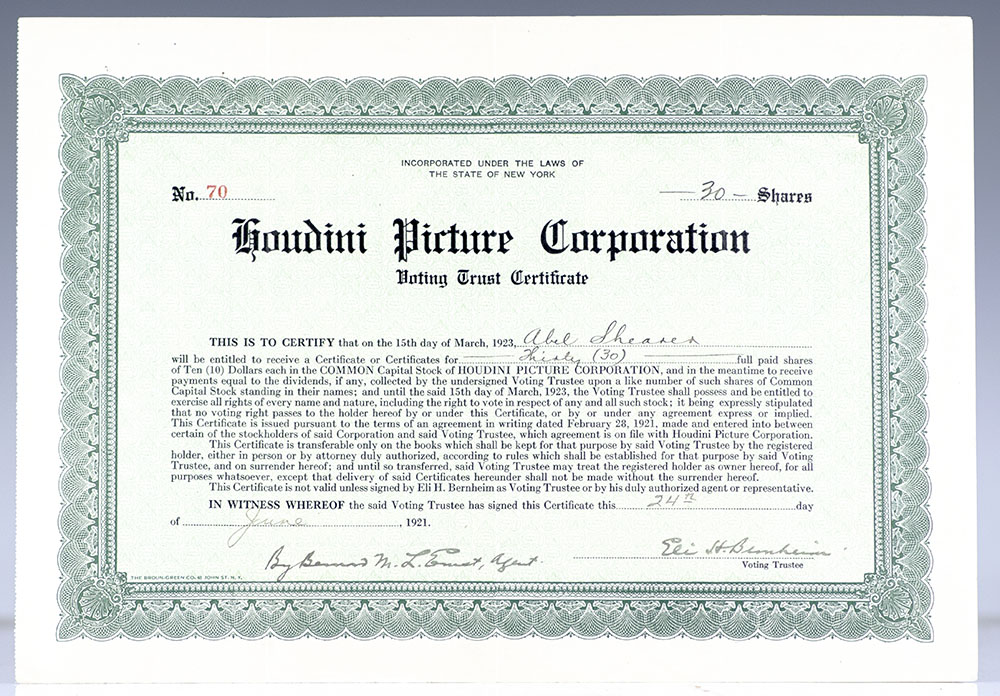 INCORPORATED UNDER THE LAWS OF
THE STATE OF NEW YORK
No. 70
30 Shares
Houdini Picture Corporation
Voting Trust Certificate
THIS IS TO CERTIFY that on the 15th day of March, 1923, Abel Shearer
will be entitled to receive a Certificate or Certificates for Thirty (30) full paid shares
of Ten (10) Dollars each in the COMMON Capital Stock of HOUDINI PICTURE CORPORATION, and in the meantime to receive
payments equal to the dividends, if any, collected by the undersigned Voting Trustee upon a like number of such shares of Common
Capital Stock standing in their names; and until the said 15th day of March, 1923, the Voting Trustee shall possess and be entitled to
exercise all rights of every name and nature, including the right to vote in respect of any and all such stock; it being expressly stipulated
that no voting right passes to the holder hereof by or under this Certificate, or by or under any agreement express or implied.
This Certificate is issued pursuant to the terms of an agreement in writing dated February 28, 1921, made and entered into between
certain of the stockholders of said Corporation and said Voting Trustee, which agreement is on file with Houdini Picture Corporation.
This Certificate is transferable only on the books which shall be kept for that purpose by said Voting Trustee by the registered
holder, either in person or by attorney duly authorized, according to rules which shall be established for that purpose by said Voting
Trustee, and on surrender hereof; and until so transferred, said Voting Trustee may treat the registered holder as owner hereof, for all
purposes whatsoever, except that delivery of said Certificates hereunder shall not be made without the surrender hereof.
This Certificate is not valid unless signed by Eli H. Bernheim as Voting Trustee or by his duly authorized agent or representative.
IN WITNESS WHEREOF the said Voting Trustee has signed this Certificate this 24th day
of June, 1921.
Eli H. Bernheim
By Bernard M. L. Ernst, Agent.
Voting Trustee
THE BROUN-GREEN CO. 48 JOHN ST. N. Y.